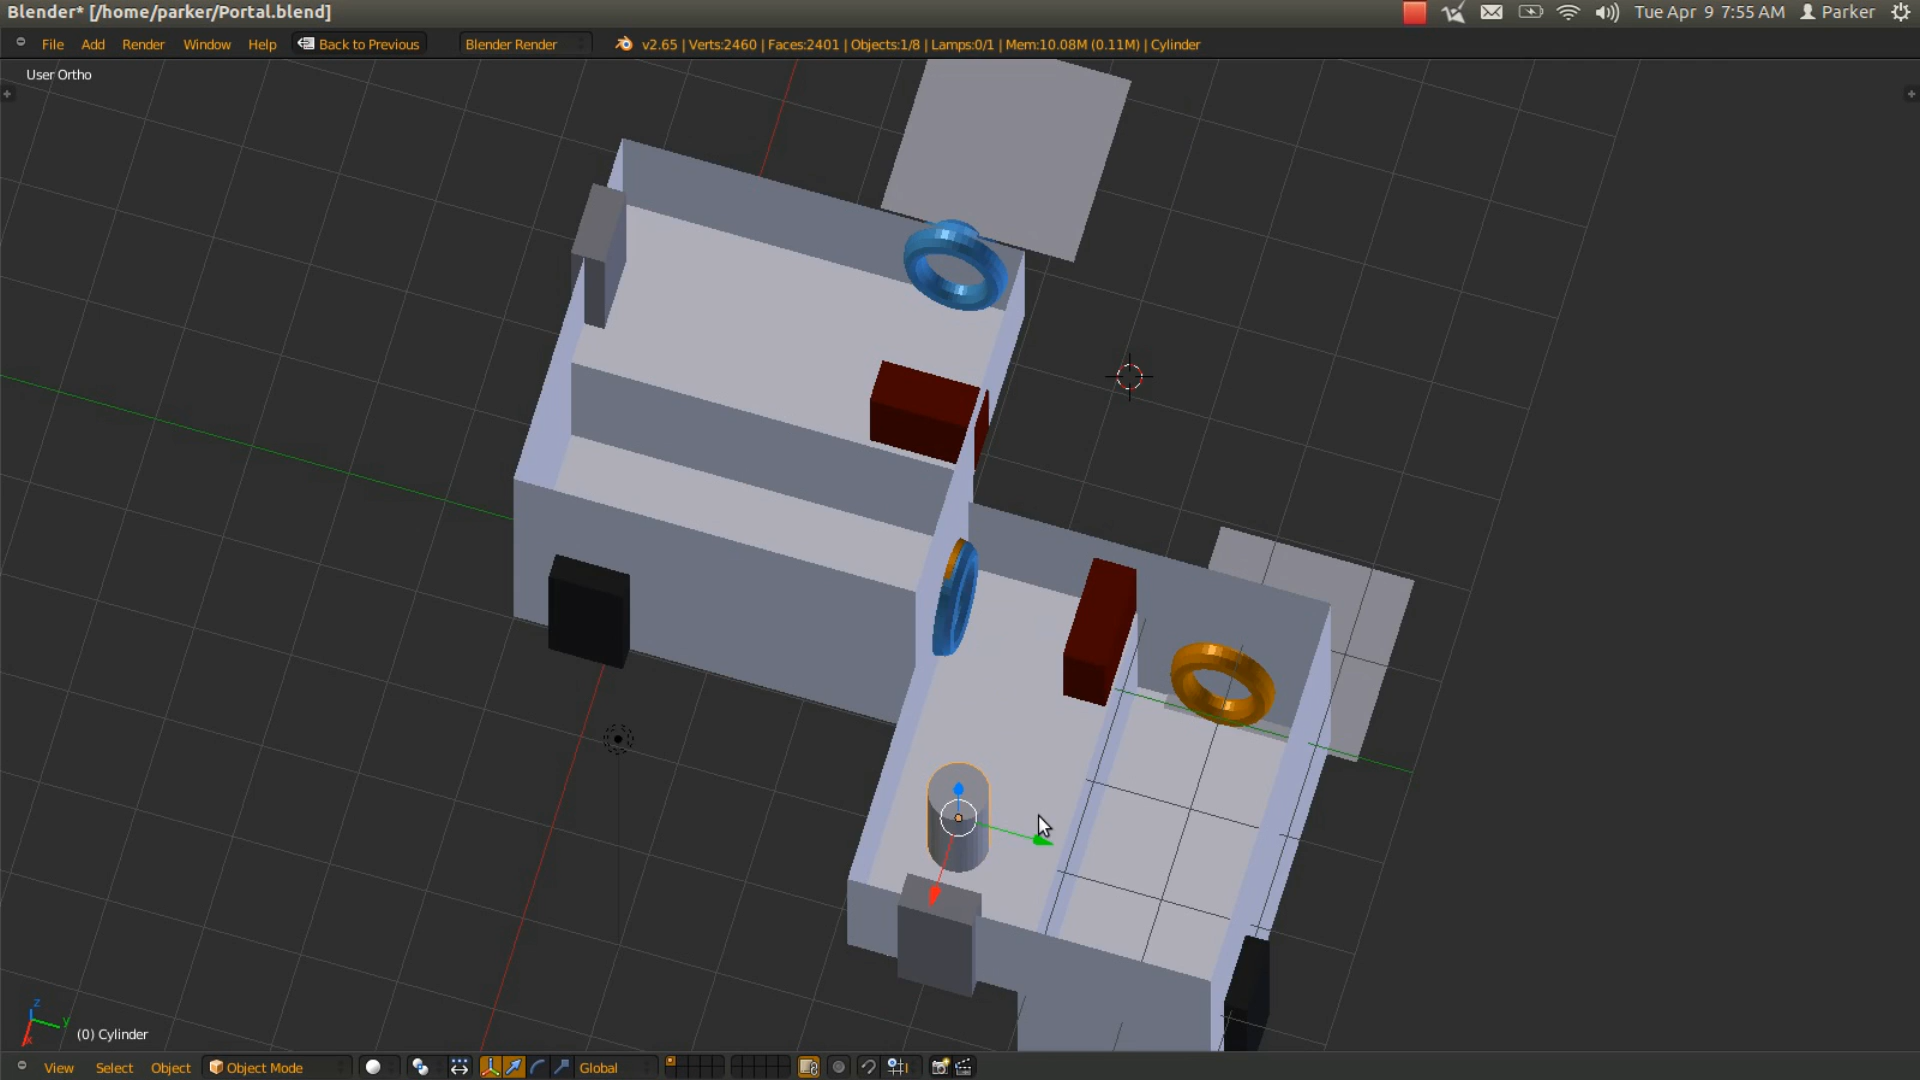 Blender* [/home/parker/Portal.blend]
Tue Apr 9 7:55 AM Parker
File Add Render Window Help Back to Previous Blender Render v2.65 | Verts:2460 | Faces:2401 | Objects:1/8 | Lamps:0/1 | Mem:10.08M (0.11M) | Cylinder
User Ortho
z
y
x
(0) Cylinder
View Select Object Object Mode Global